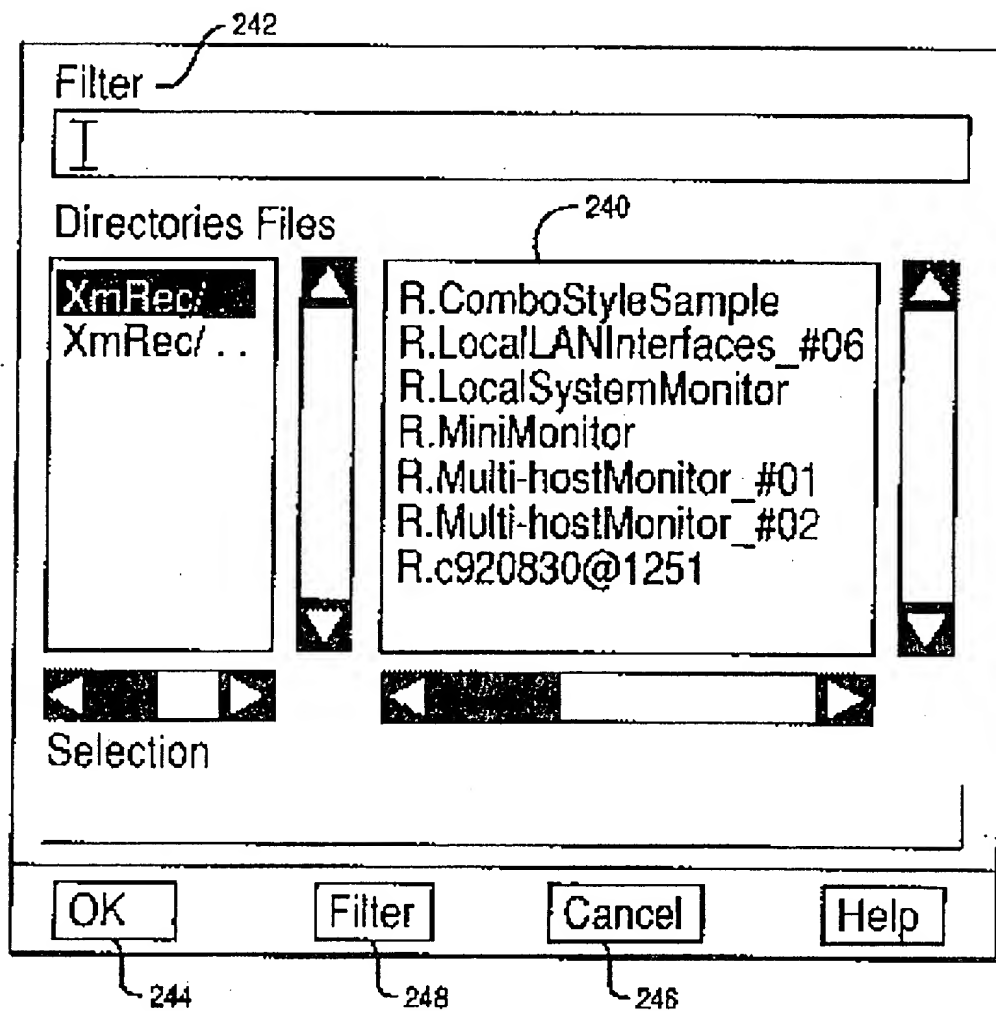 242
Filter
Directories Files
240
XmRec/ .
XmRec/ . .
R.ComboStyleSample
R.LocalLANInterfaces_#06
R.LocalSystemMonitor
R.MiniMonitor
R.Multi-hostMonitor_#01
R.Multi-hostMonitor_#02
R.c920830@1251
Selection
OK Filter Cancel Help
244 248 246